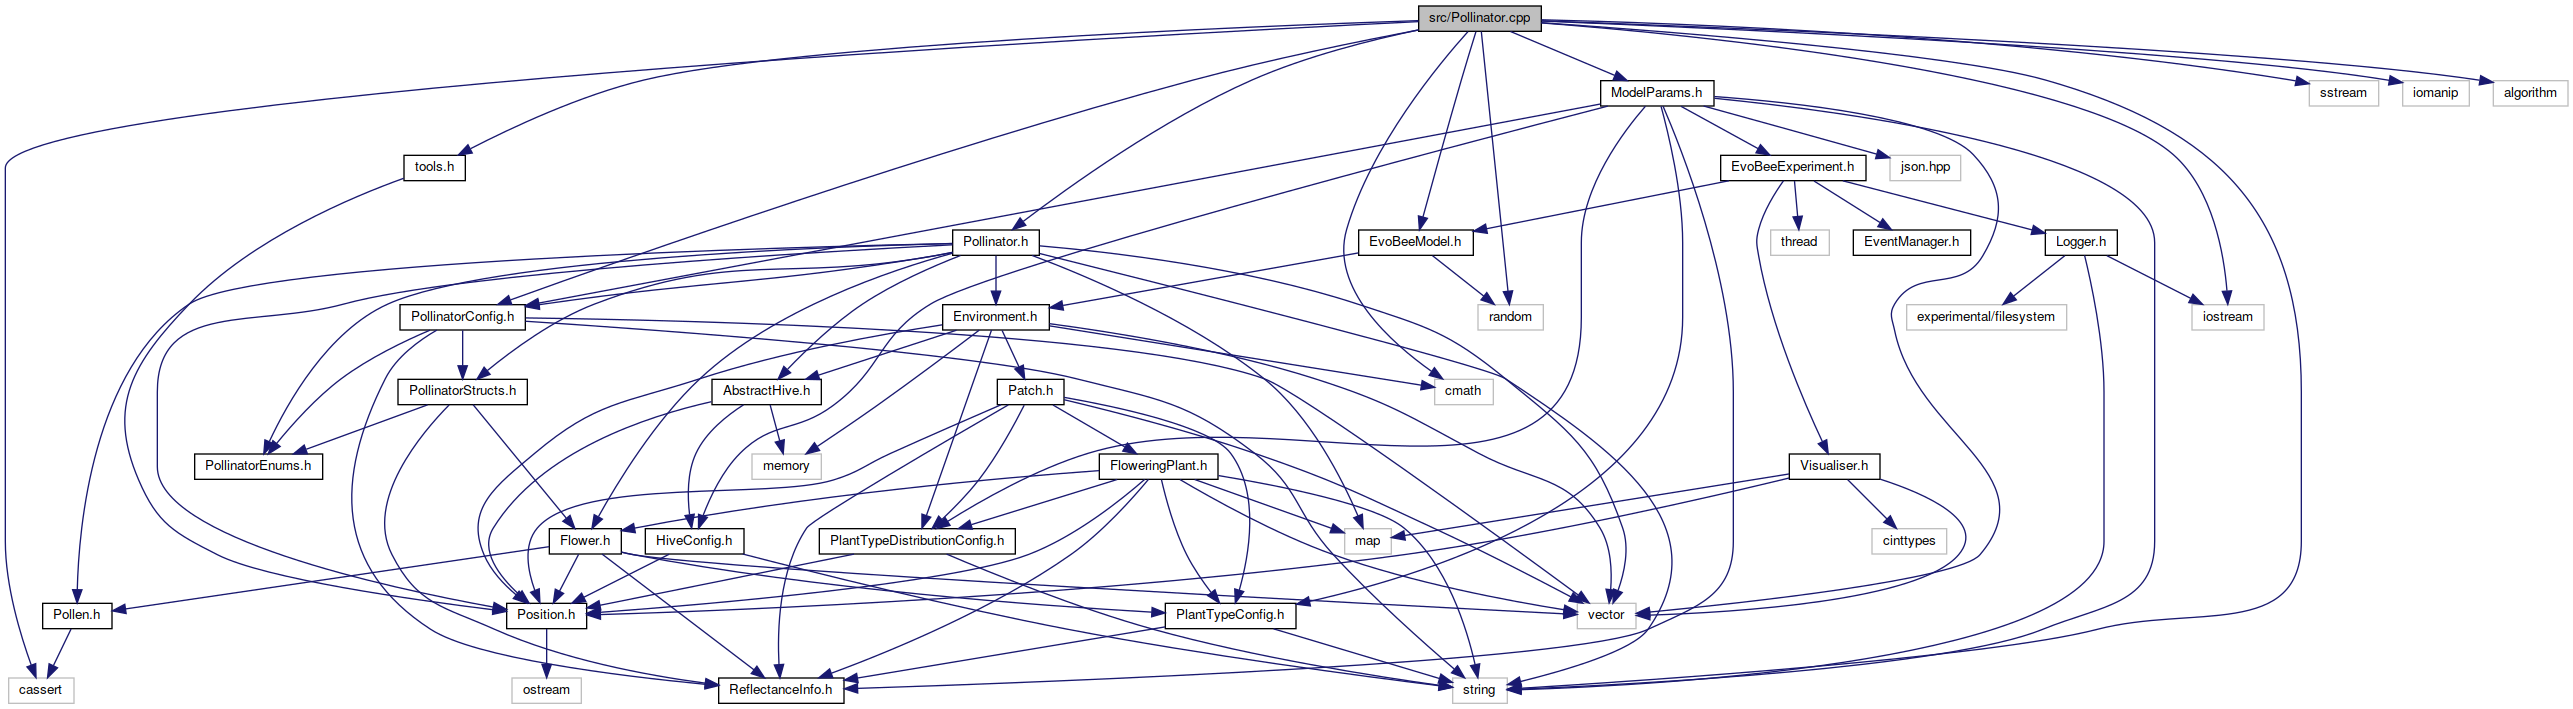 src/Pollinator.cpp
ModelParams.h
sstream
iomanip
algorithm
tools.h
EvoBeeExperiment.h
json.hpp
Pollinator.h
EvoBeeModel.h
thread
EventManager.h
Logger.h
PollinatorConfig.h
Environment.h
random
experimental/filesystem
iostream
PollinatorStructs.h
AbstractHive.h
Patch.h
cmath
PollinatorEnums.h
memory
FloweringPlant.h
Visualiser.h
Flower.h
HiveConfig.h
PlantTypeDistributionConfig.h
map
cinttypes
Pollen.h
Position.h
PlantTypeConfig.h
vector
cassert
ostream
ReflectanceInfo.h
string